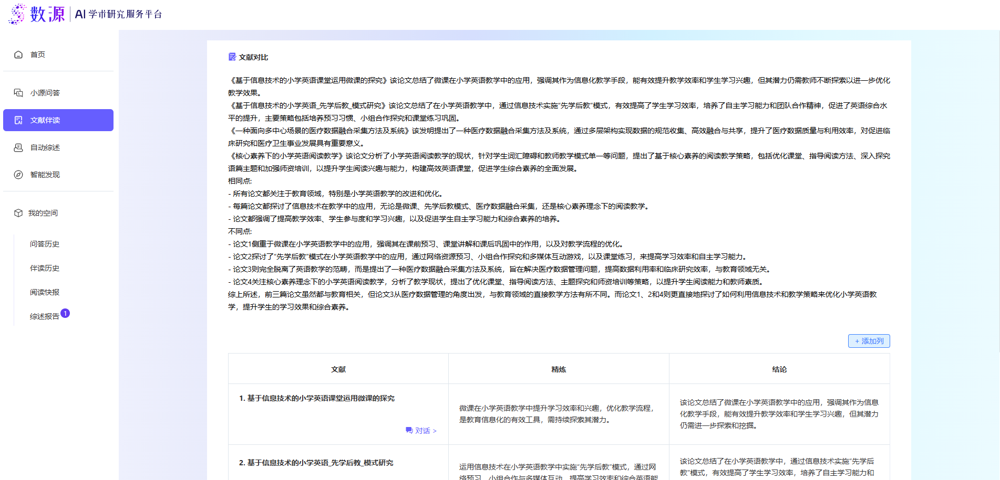 数源 AI 学术研究服务平台
首页
小源问答
文献伴读
自动综述
智能发现
我的空间
问答历史
伴读历史
阅读快报
综述报告 1
文献对比
《基于信息技术的小学英语课堂运用微课的探究》该论文总结了微课在小学英语教学中的应用，强调其作为信息化教学手段，能有效提升教学效率和学生学习兴趣，但其潜力仍需教师不断探索以进一步优化
教学效果。
《基于信息技术的小学英语_先学后教_模式研究》该论文总结了在小学英语教学中，通过信息技术实施“先学后教”模式，有效提高了学生学习效率，培养了自主学习能力和团队合作精神，促进了英语综合水
平的提升，主要策略包括培养预习习惯、小组合作探究和课堂练习巩固。
《一种面向多中心场景的医疗数据融合采集方法及系统》该发明提出了一种医疗数据融合采集方法及系统，通过多层架构实现数据的规范收集、高效融合与共享，提升了医疗数据质量与利用效率，对促进临
床研究和医疗卫生事业发展具有重要意义。
《核心素养下的小学英语阅读教学》该论文分析了小学英语阅读教学的现状，针对学生词汇障碍和教师教学模式单一等问题，提出了基于核心素养的阅读教学策略，包括优化课堂、指导阅读方法、深入探究
语篇主题和加强师资培训，以提升学生阅读兴趣与能力，构建高效英语课堂，促进学生综合素养的全面发展。
相同点:
- 所有论文都关注于教育领域，特别是小学英语教学的改进和优化。
- 每篇论文都探讨了信息技术在教学中的应用，无论是微课、先学后教模式、医疗数据融合采集，还是核心素养理念下的阅读教学。
- 论文都强调了提高教学效率、学生参与度和学习兴趣，以及促进学生自主学习能力和综合素养的培养。
不同点:
- 论文1侧重于微课在小学英语教学中的应用，强调其在课前预习、课堂讲解和课后巩固中的作用，以及对教学流程的优化。
- 论文2探讨了“先学后教”模式在小学英语教学中的应用，通过网络资源预习、小组合作探究和多媒体互动游戏，以及课堂练习，来提高学习效率和自主学习能力。
- 论文3则完全脱离了英语教学的范畴，而是提出了一种医疗数据融合采集方法及系统，旨在解决医疗数据管理问题，提高数据利用率和临床研究效率，与教育领域无关。
- 论文4关注核心素养理念下的小学英语阅读教学，分析了教学现状，提出了优化课堂、指导阅读方法、主题探究和师资培训等策略，以提升学生阅读能力和教师素质。
综上所述，前三篇论文虽然都与教育相关，但论文3从医疗数据管理的角度出发，与教育领域的直接教学方法有所不同。而论文1、2和4则更直接地探讨了如何利用信息技术和教学策略来优化小学英语教
学，提升学生的学习效果和综合素养。
+ 添加列
文献
精炼
结论
1. 基于信息技术的小学英语课堂运用微课的探究
对话 >
微课在小学英语教学中提升学习效率和兴趣，优化教学流程，
是教育信息化的有效工具，需持续探索其潜力。
该论文总结了微课在小学英语教学中的应用，强调其作为信息
化教学手段，能有效提升教学效率和学生学习兴趣，但其潜力
仍需进一步探索和挖掘。
2. 基于信息技术的小学英语_先学后教_模式研究
运用信息技术在小学英语教学中实施“先学后教”模式，通过网
络预习、小组合作与多媒体互动，提高学习效率和综合英语能
该论文总结了在小学英语教学中，通过信息技术实施“先学后
教”模式，有效提高了学生学习效率，培养了自主学习能力和